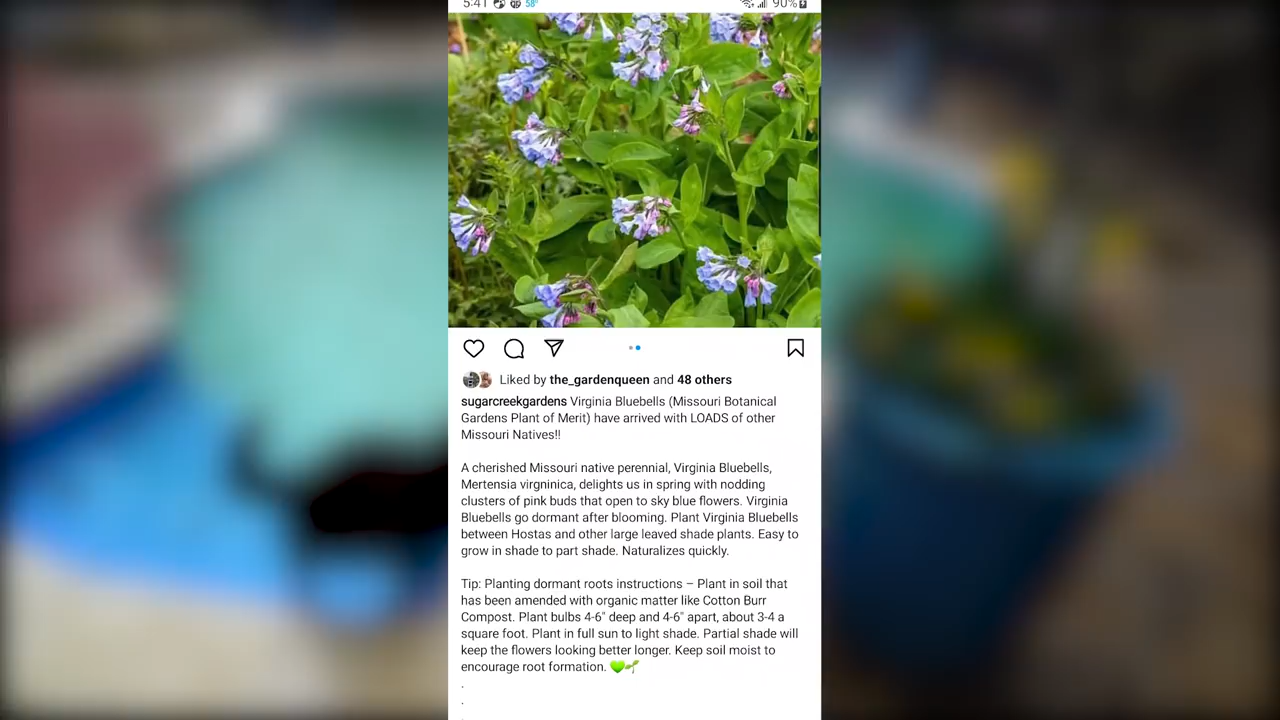 5:41 58°
90%
Liked by the_gardenqueen and 48 others
sugarcreekgardens Virginia Bluebells (Missouri Botanical
Gardens Plant of Merit) have arrived with LOADS of other
Missouri Natives!!
A cherished Missouri native perennial, Virginia Bluebells,
Mertensia virgninica, delights us in spring with nodding
clusters of pink buds that open to sky blue flowers. Virginia
Bluebells go dormant after blooming. Plant Virginia Bluebells
between Hostas and other large leaved shade plants. Easy to
grow in shade to part shade. Naturalizes quickly.
Tip: Planting dormant roots instructions – Plant in soil that
has been amended with organic matter like Cotton Burr
Compost. Plant bulbs 4-6" deep and 4-6" apart, about 3-4 a
square foot. Plant in full sun to light shade. Partial shade will
keep the flowers looking better longer. Keep soil moist to
encourage root formation. 💚🌱
.
.